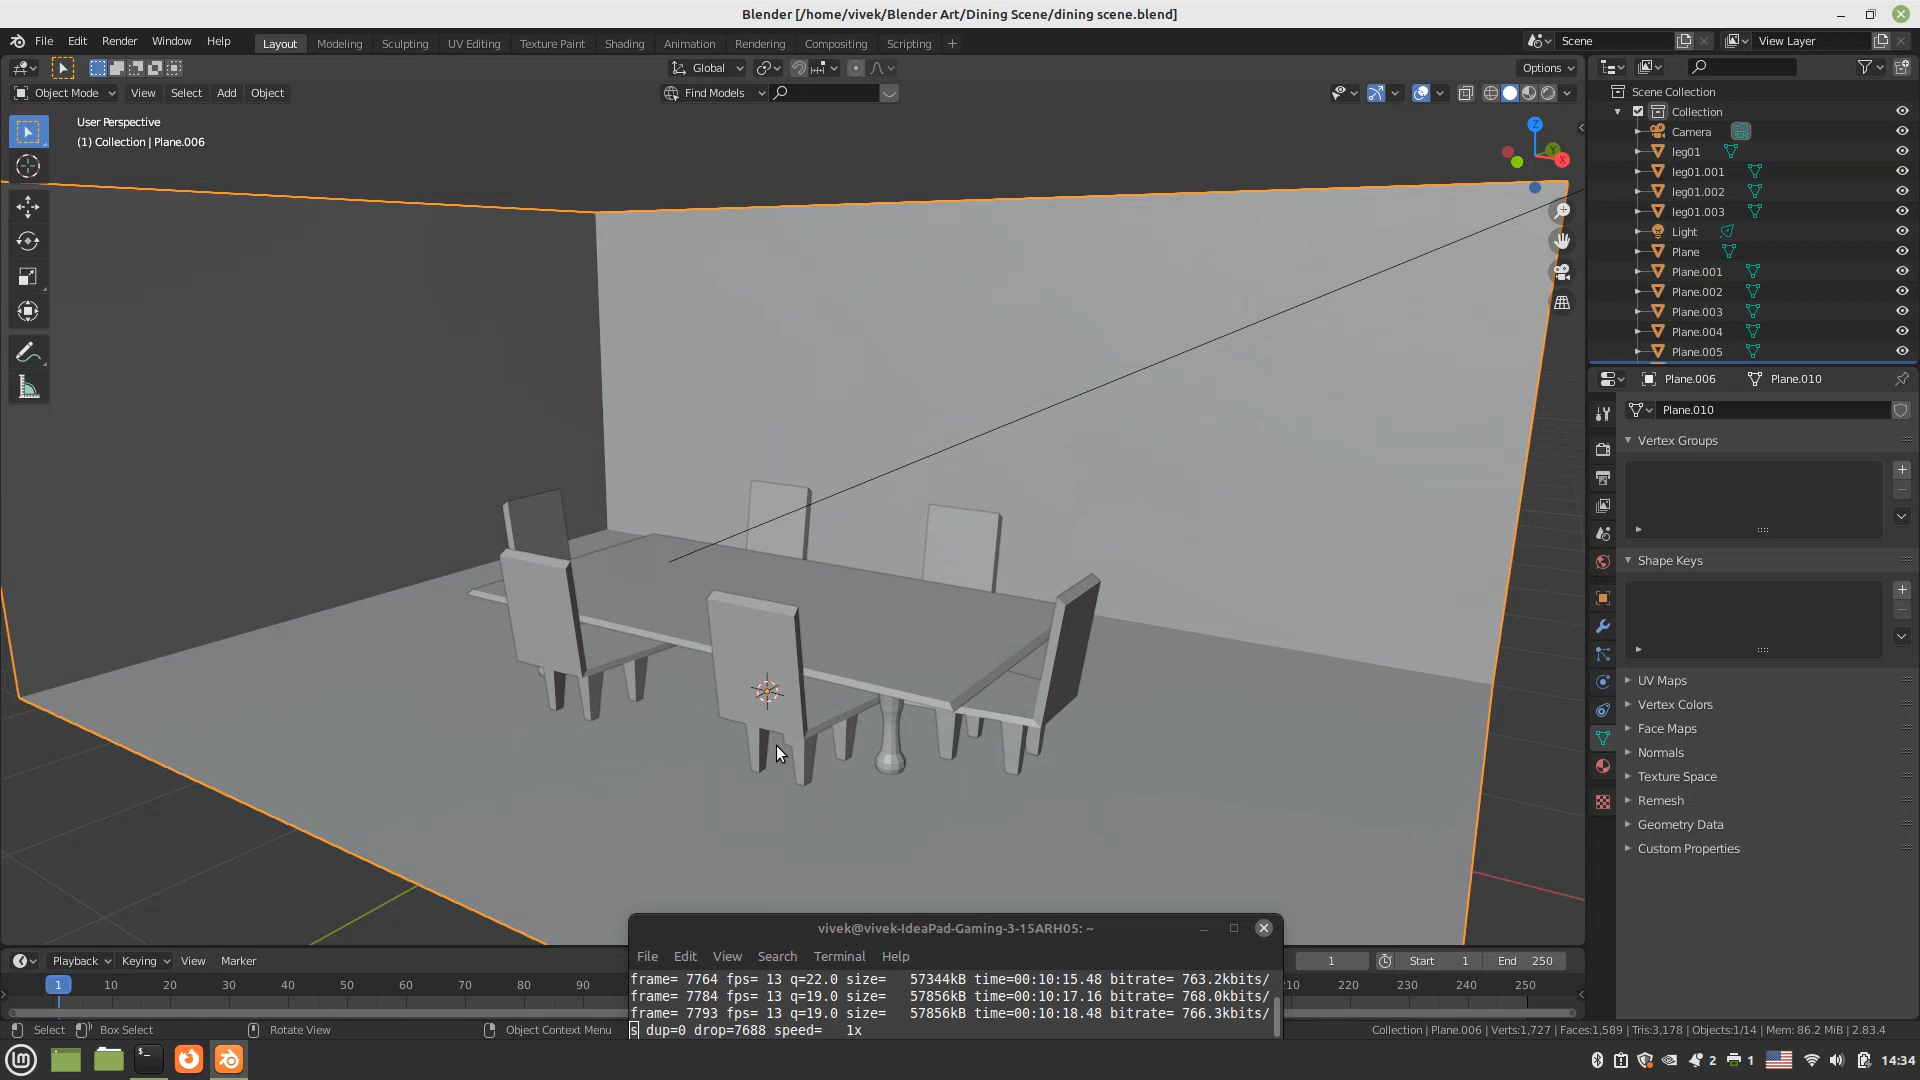 Blender [/home/vivek/Blender Art/Dining Scene/dining scene.blend]
File Edit Render Window Help Layout Modeling Sculpting UV Editing Texture Paint Shading Animation Rendering Compositing Scripting + Scene View Layer
Global Options
Object Mode View Select Add Object Find Models
User Perspective
(1) Collection | Plane.006
Z
Y
X
Scene Collection
Collection
Camera
leg01
leg01.001
leg01.002
leg01.003
Light
Plane
Plane.001
Plane.002
Plane.003
Plane.004
Plane.005
Plane.006 Plane.010
Plane.010
Vertex Groups
Shape Keys
UV Maps
Vertex Colors
Face Maps
Normals
Texture Space
Remesh
Geometry Data
Custom Properties
vivek@vivek-IdeaPad-Gaming-3-15ARH05: ~
File Edit View Search Terminal Help
frame= 7764 fps= 13 q=22.0 size= 57344kB time=00:10:15.48 bitrate= 763.2kbits/
frame= 7784 fps= 13 q=19.0 size= 57856kB time=00:10:17.16 bitrate= 768.0kbits/
frame= 7793 fps= 13 q=19.0 size= 57856kB time=00:10:18.48 bitrate= 766.3kbits/
s dup=0 drop=7688 speed= 1x
Playback Keying View Marker 1 Start 1 End 250
1 10 20 30 40 50 60 70 80 90 10 210 220 230 240 250
Select Box Select Rotate View Object Context Menu Collection | Plane.006 | Verts:1,727 | Faces:1,589 | Tris:3,178 | Objects:1/14 | Mem: 86.2 MiB | 2.83.4
2 1 14:34